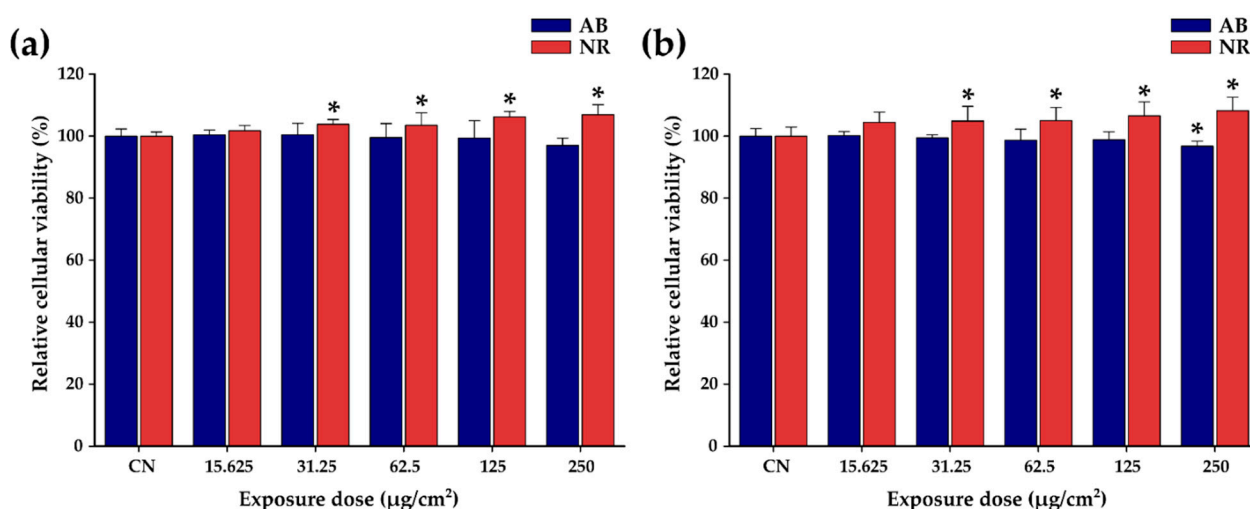 (a)
AB
NR
Relative cellular viability (%)
120
100
80
60
40
20
0
* * * *
CN 15.625 31.25 62.5 125 250
Exposure dose (µg/cm²)
(b)
AB
NR
Relative cellular viability (%)
120
100
80
60
40
20
0
* * * * *
CN 15.625 31.25 62.5 125 250
Exposure dose (µg/cm²)